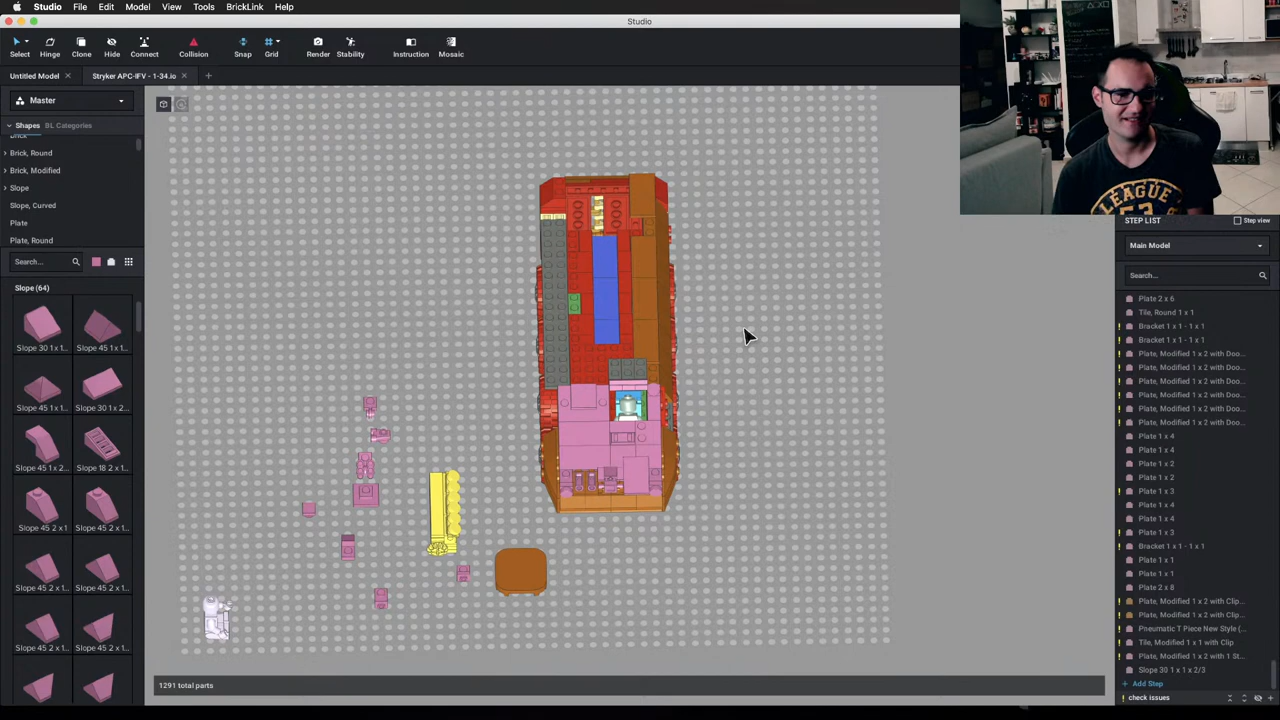 Studio File Edit Model View Tools BrickLink Help
Studio
Select Hinge Clone Hide Connect Collision Snap Grid Render Stability Instruction Mosaic
Untitled Model × Stryker APC-IFV - 1-34.io × +
Master
Shapes BL Categories
Brick
Brick, Round
Brick, Modified
Slope
Slope, Curved
Plate
Plate, Round
Search...
Slope (64)
Slope 30 1 x 1... Slope 45 1 x 1...
Slope 45 1 x... Slope 30 1 x 2...
Slope 45 1 x 2... Slope 18 2 x 1...
Slope 45 2 x 1 Slope 45 2 x 1
Slope 45 2 x 1... Slope 45 2 x 1...
Slope 45 2 x 1... Slope 45 2 x 1...
1291 total parts
LEAGUE
53
STEP LIST Step view
Main Model
Search...
Plate 2 x 6
Tile, Round 1 x 1
Bracket 1 x 1 - 1 x 1
Bracket 1 x 1 - 1 x 1
Plate, Modified 1 x 2 with Doo...
Plate, Modified 1 x 2 with Doo...
Plate, Modified 1 x 2 with Doo...
Plate, Modified 1 x 2 with Doo...
Plate, Modified 1 x 2 with Doo...
Plate, Modified 1 x 2 with Doo...
Plate 1 x 4
Plate 1 x 4
Plate 1 x 2
Plate 1 x 2
Plate 1 x 3
Plate 1 x 4
Plate 1 x 4
Plate 1 x 3
Bracket 1 x 1 - 1 x 1
Plate 1 x 1
Plate 1 x 1
Plate 2 x 8
Plate, Modified 1 x 2 with Clip...
Plate, Modified 1 x 2 with Clip...
Pneumatic T Piece New Style (...
Tile, Modified 1 x 1 with Clip
Plate, Modified 1 x 2 with 1 St...
Slope 30 1 x 1 x 2/3
+ Add Step
check issues